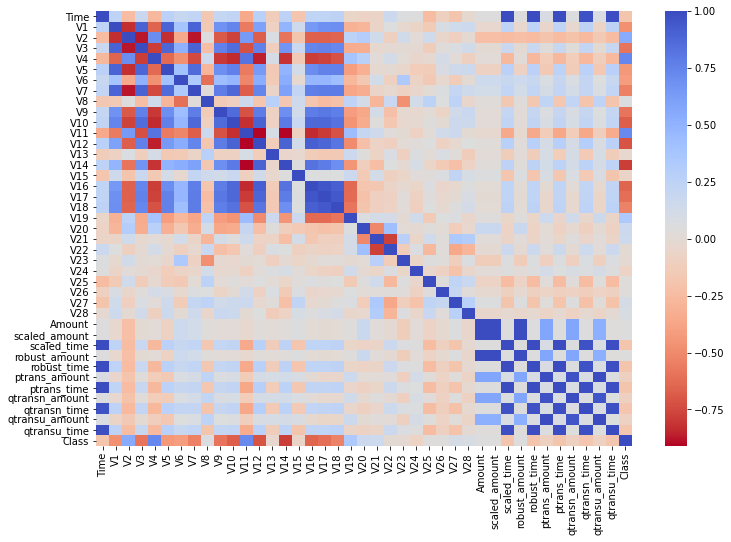 Time
V1
V2
V3
V4
V5
V6
V7
V8
V9
V10
V11
V12
V13
V14
V15
V16
V17
V18
V19
V20
V21
V22
V23
V24
V25
V26
V27
V28
Amount
scaled_amount
scaled_time
robust_amount
robust_time
ptrans_amount
ptrans_time
qtransn_amount
qtransn_time
qtransu_amount
qtransu_time
Class
Time
V1
V2
V3
V4
V5
V6
V7
V8
V9
V10
V11
V12
V13
V14
V15
V16
V17
V18
V19
V20
V21
V22
V23
V24
V25
V26
V27
V28
Amount
scaled_amount
scaled_time
robust_amount
robust_time
ptrans_amount
ptrans_time
qtransn_amount
qtransn_time
qtransu_amount
qtransu_time
Class
1.00
0.75
0.50
0.25
0.00
−0.25
−0.50
−0.75